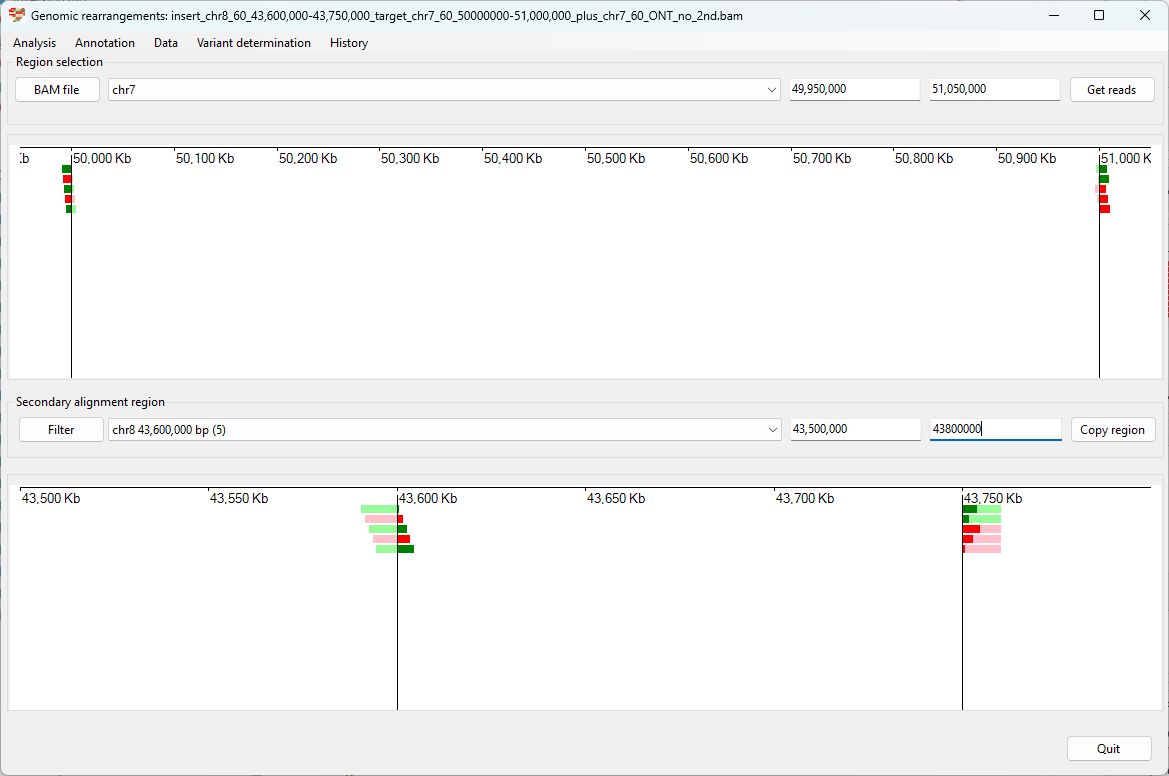 Genomic rearrangements: insert_chr8_60_43,600,000-43,750,000_target_chr7_60_50000000-51,000,000_plus_chr7_60_ONT_no_2nd.bam
Analysis Annotation Data Variant determination History
Region selection
BAM file chr7 49,950,000 51,050,000 Get reads
b 50,000 Kb 50,100 Kb 50,200 Kb 50,300 Kb 50,400 Kb 50,500 Kb 50,600 Kb 50,700 Kb 50,800 Kb 50,900 Kb 51,000 K
Secondary alignment region
Filter chr8 43,600,000 bp (5) 43,500,000 43800000 Copy region
43,500 Kb 43,550 Kb 43,600 Kb 43,650 Kb 43,700 Kb 43,750 Kb
Quit